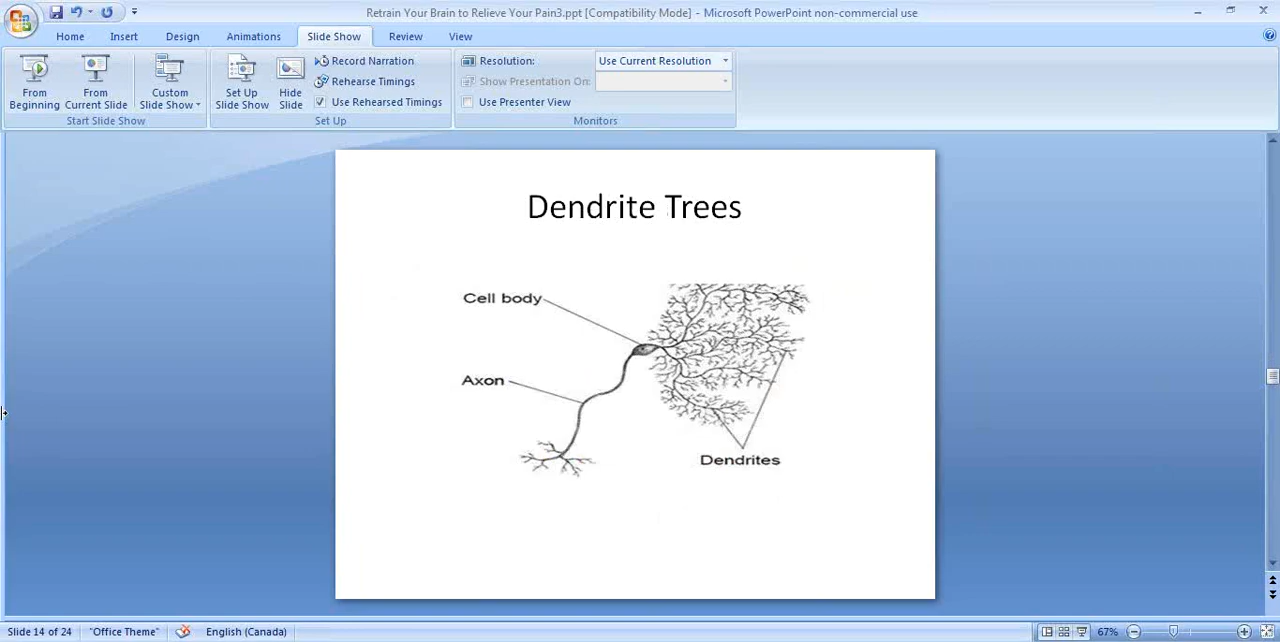 Retrain Your Brain to Relieve Your Pain3.ppt [Compatibility Mode] - Microsoft PowerPoint non-commercial use
Home Insert Design Animations Slide Show Review View
From Beginning
From Current Slide
Custom Slide Show
Start Slide Show
Set Up Slide Show
Hide Slide
Record Narration
Rehearse Timings
Use Rehearsed Timings
Set Up
Resolution: Use Current Resolution
Show Presentation On:
Use Presenter View
Monitors
Dendrite Trees
Cell body
Axon
Dendrites
Slide 14 of 24 "Office Theme" English (Canada) 67%